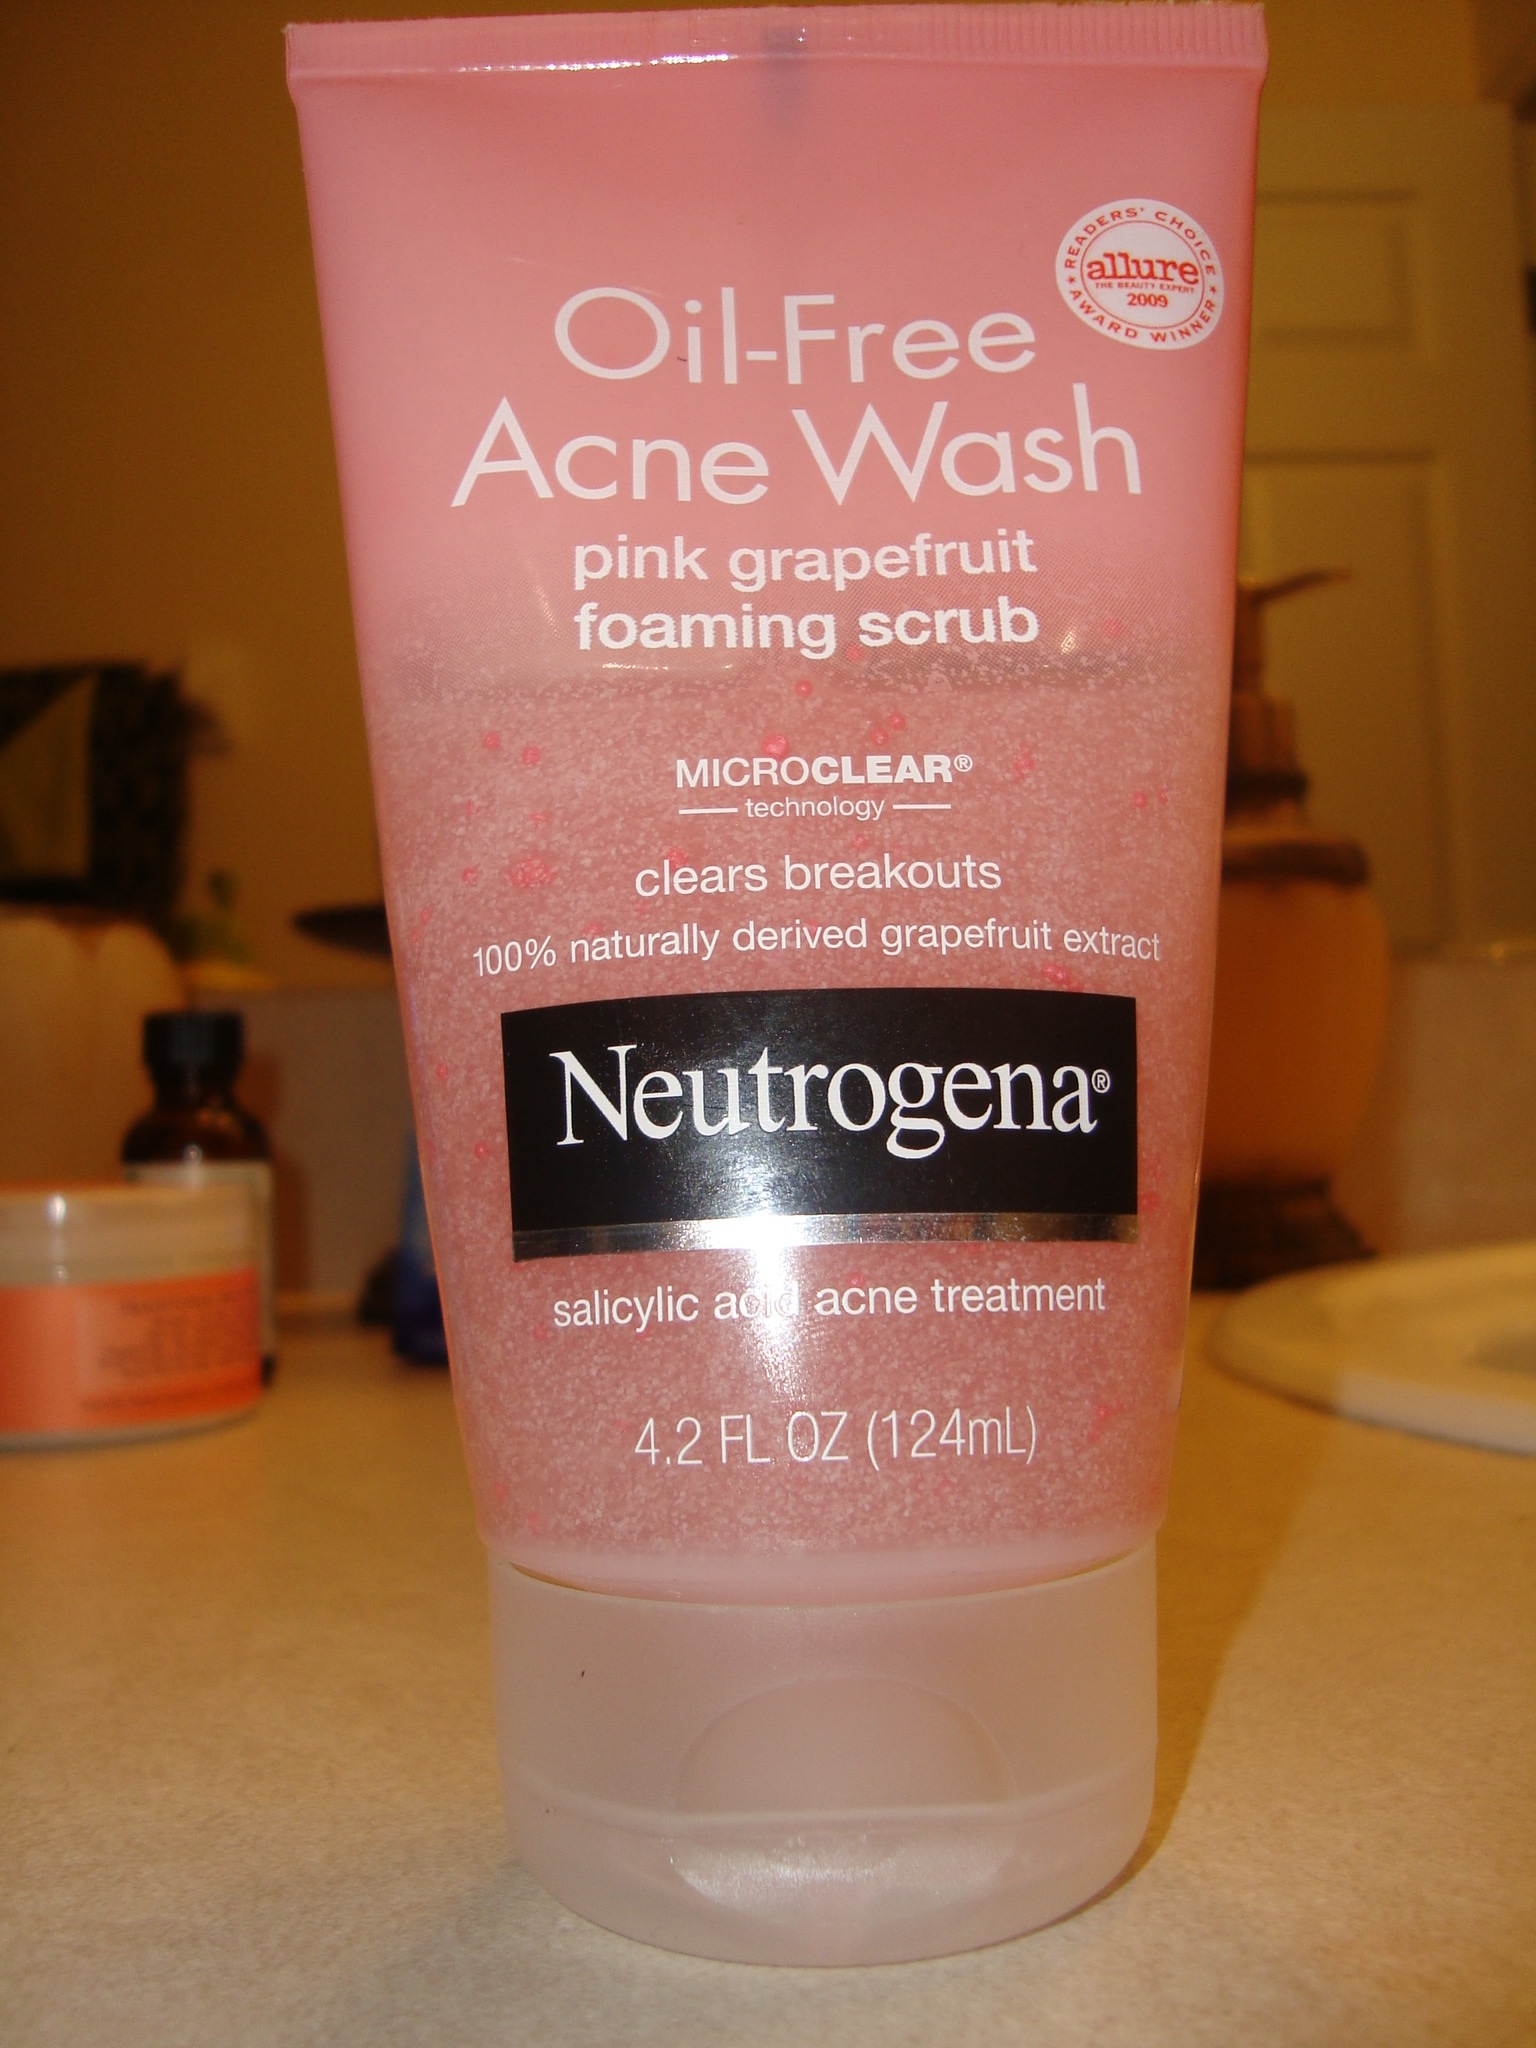 READERS' CHOICE
allure
THE BEAUTY EXPERT
2009
AWARD WINNER
Oil-Free
Acne Wash
pink grapefruit
foaming scrub
MICROCLEAR®
technology
clears breakouts
100% naturally derived grapefruit extract
Neutrogena®
salicylic acid acne treatment
4.2 FL OZ (124mL)